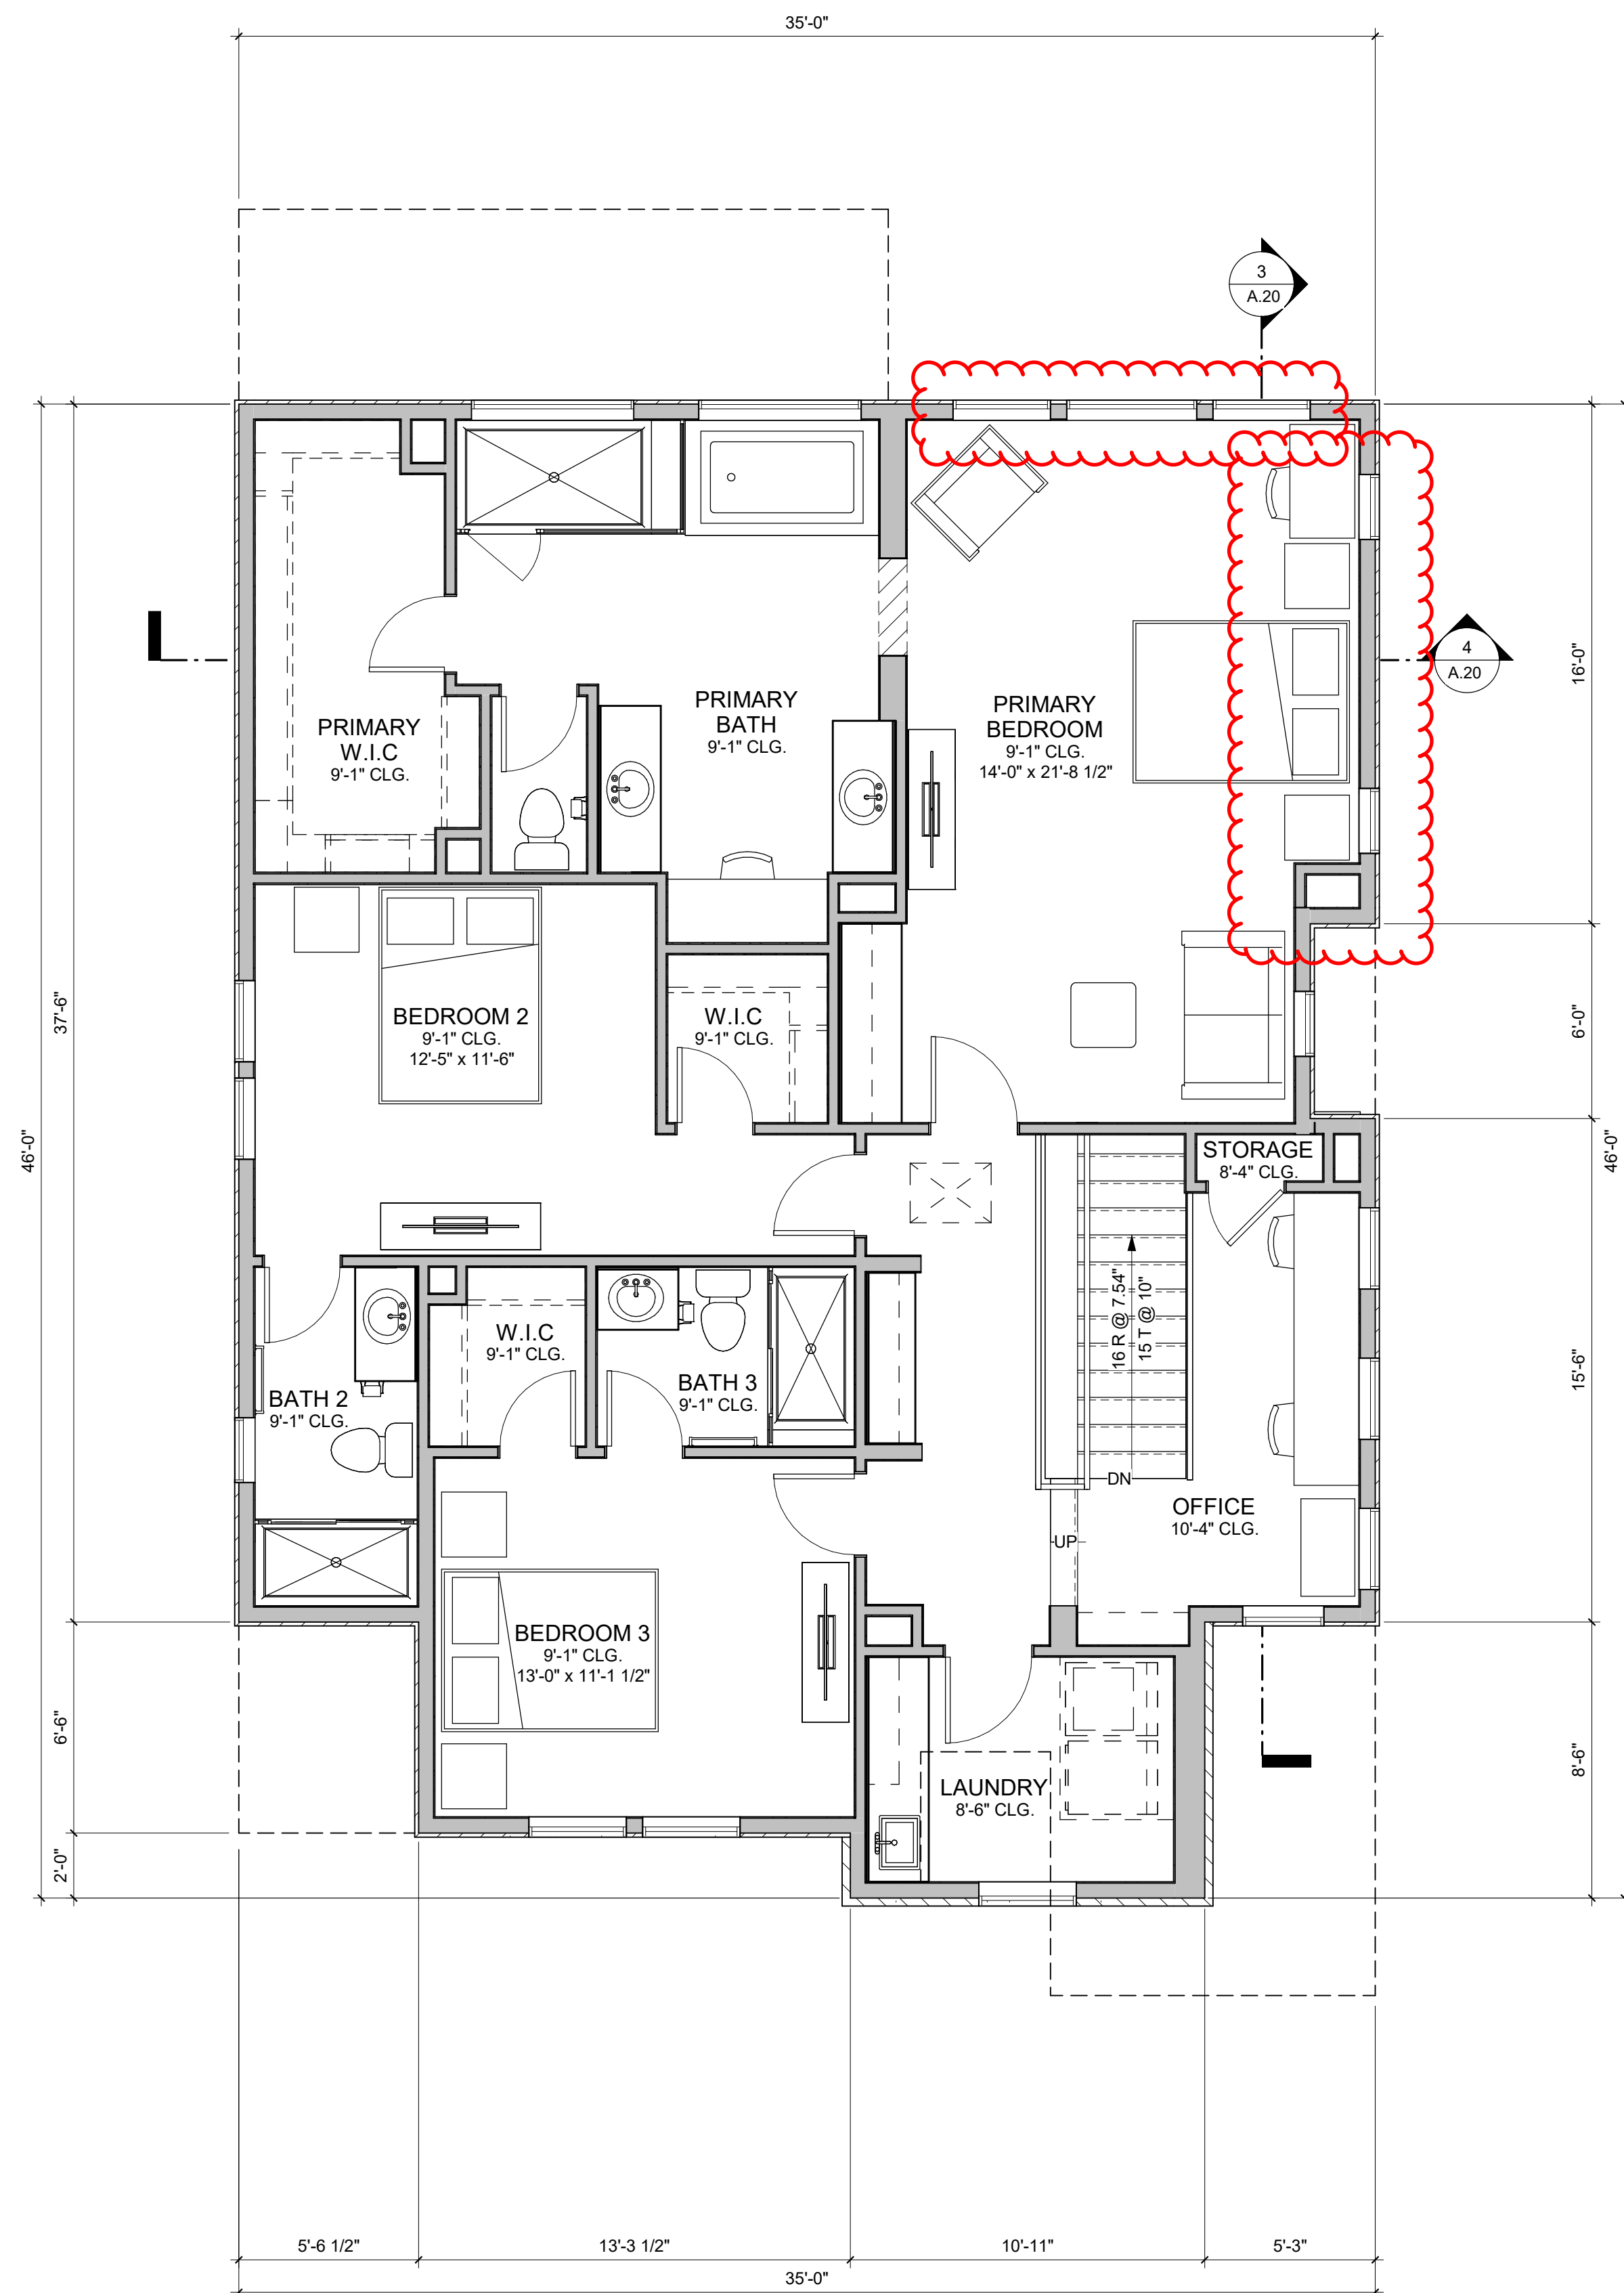 35'-0"
3
A.20
4
A.20
PRIMARY
W.I.C
9'-1" CLG.
PRIMARY
BATH
9'-1" CLG.
PRIMARY
BEDROOM
9'-1" CLG.
14'-0" x 21'-8 1/2"
16'-0"
37'-6"
46'-0"
BEDROOM 2
9'-1" CLG.
12'-5" x 11'-6"
W.I.C
9'-1" CLG.
6'-0"
46'-0"
STORAGE
8'-4" CLG.
16 R @ 7.54"
15 T @ 10"
DN
UP
W.I.C
9'-1" CLG.
BATH 3
9'-1" CLG.
BATH 2
9'-1" CLG.
15'-6"
OFFICE
10'-4" CLG.
BEDROOM 3
9'-1" CLG.
13'-0" x 11'-1 1/2"
LAUNDRY
8'-6" CLG.
6'-6"
2'-0"
8'-6"
5'-6 1/2"
13'-3 1/2"
10'-11"
5'-3"
35'-0"